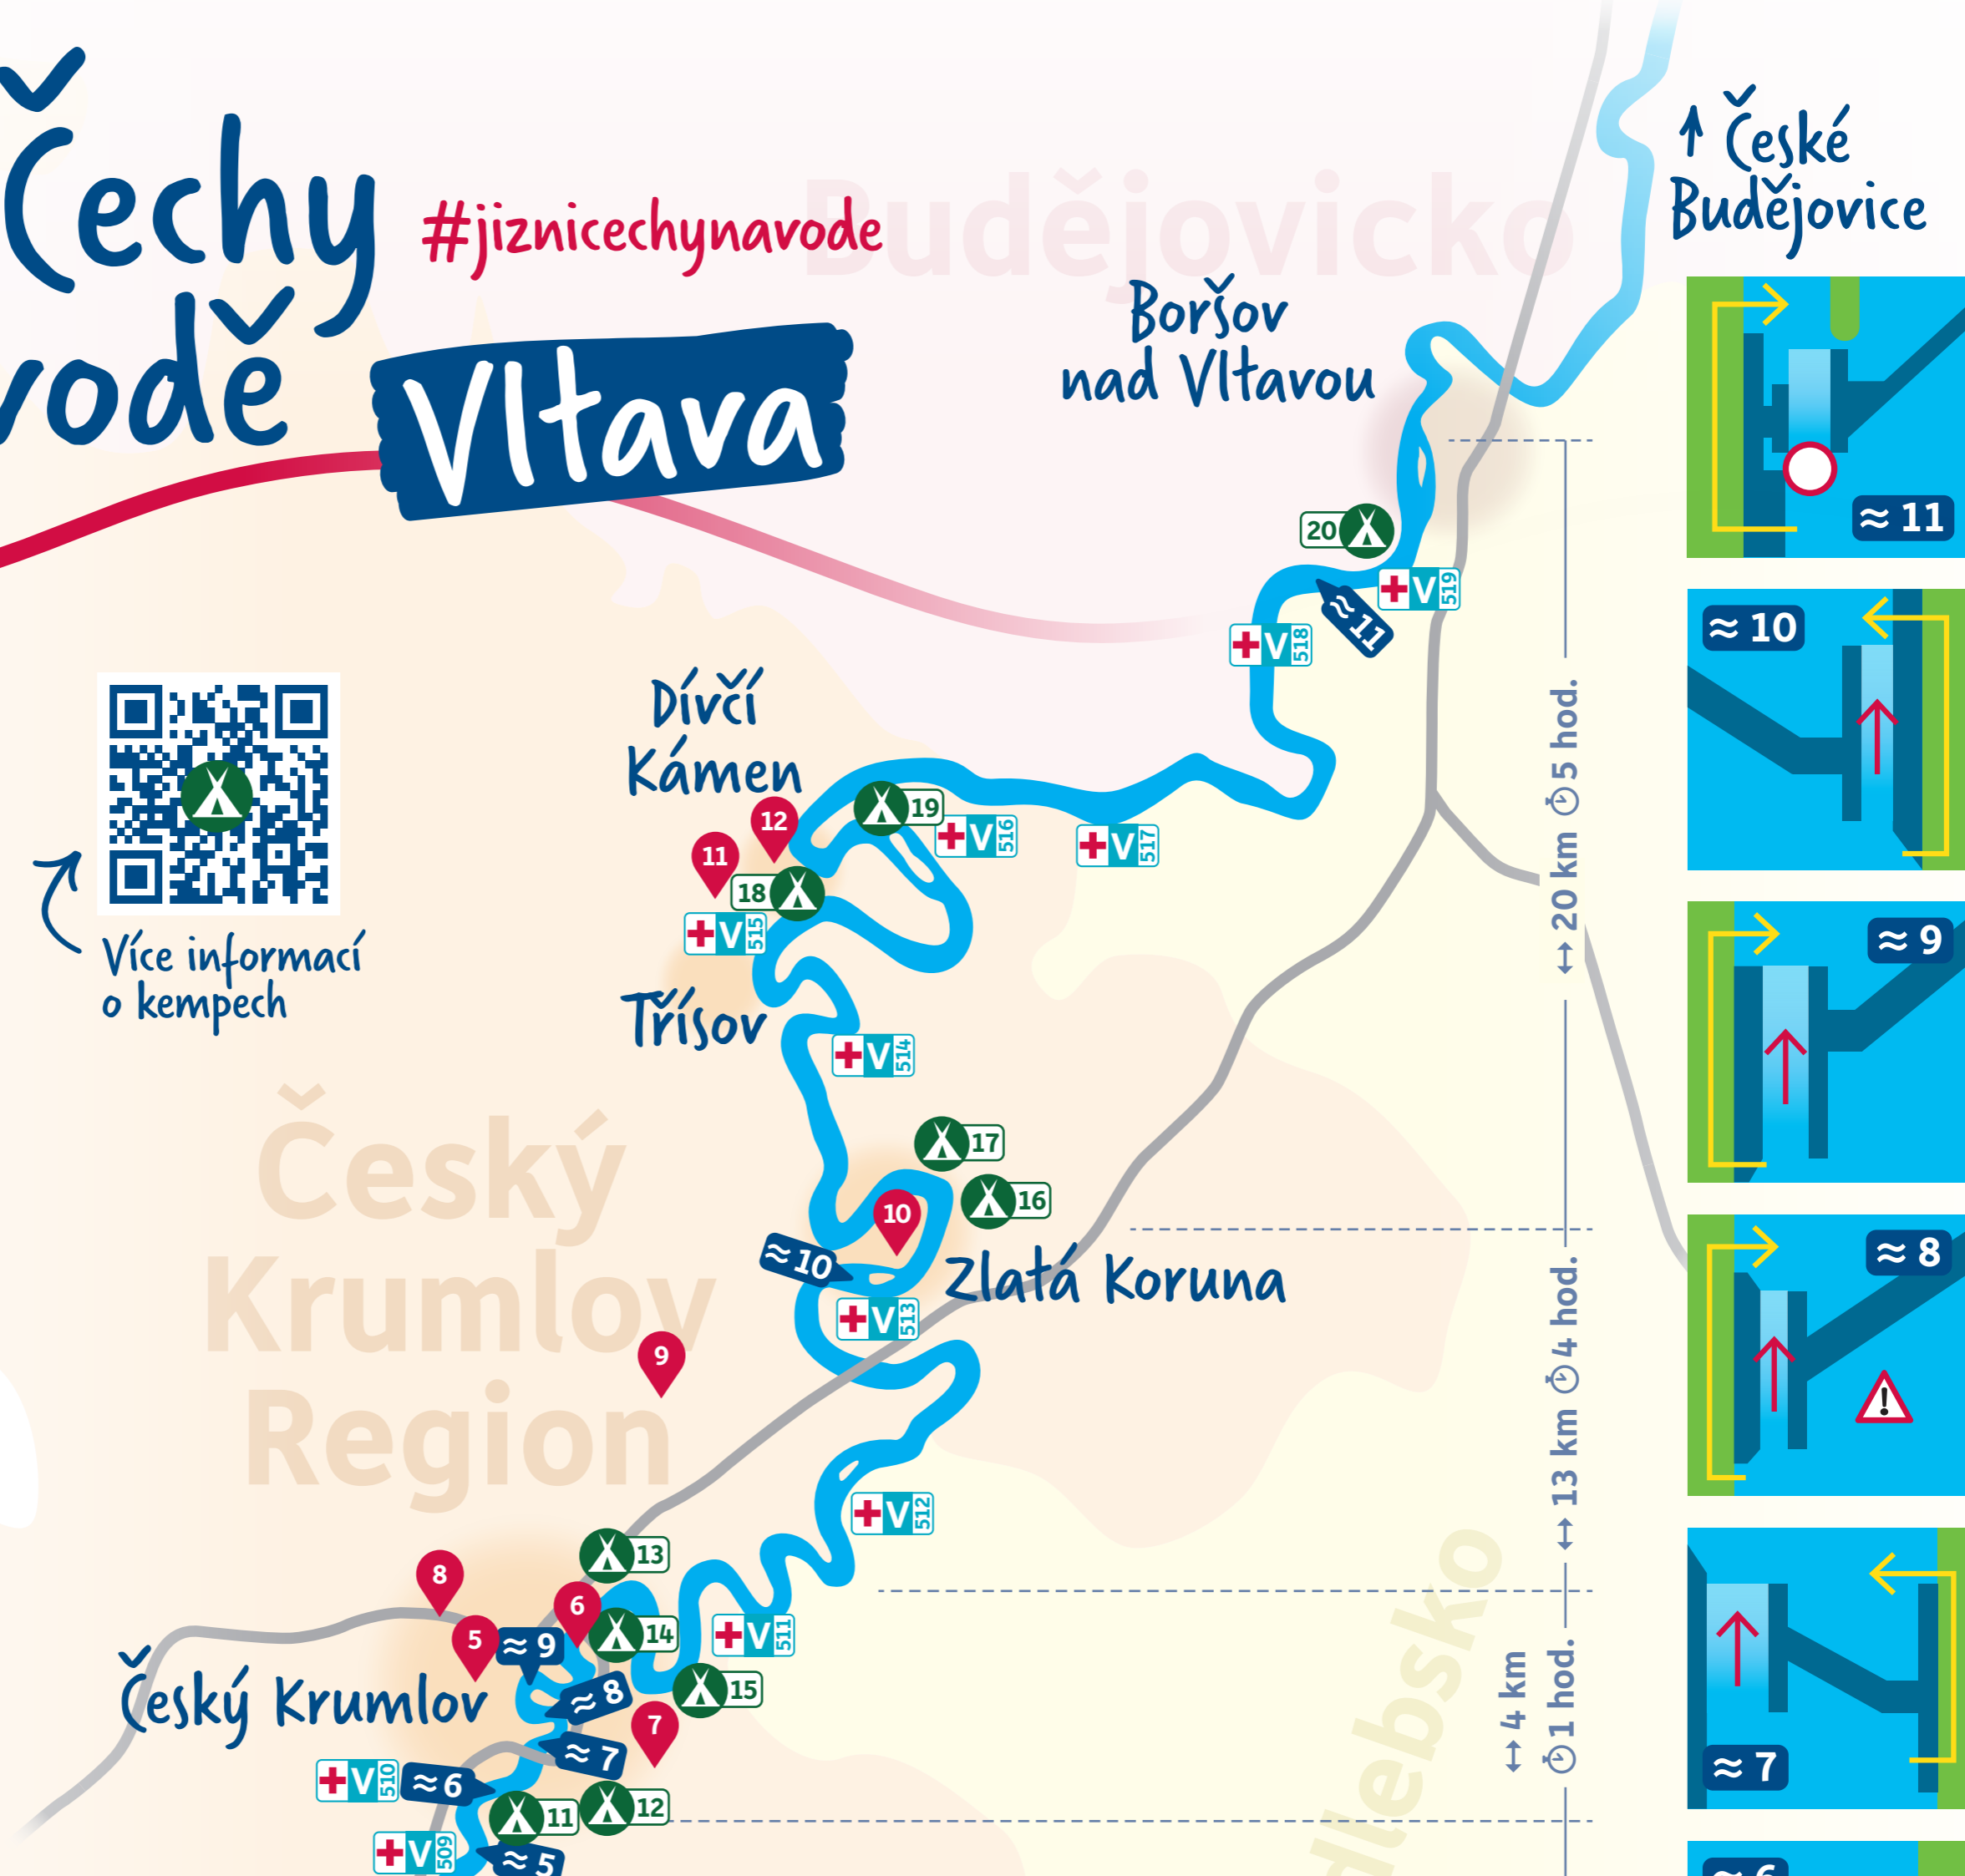 Čechy
vodě
#jiznicechynavode
Vltava
Budějovicko
České
Budějovice
Boršov
nad Vltavou
≈ 11
20
V 519
≈ 11
V 518
≈ 10
20 km 5 hod.
Dívčí
Kámen
12
11
19
V 516
V 517
18
V 515
Více informací
o kempech
Třísov
≈ 9
V 514
Český
Krumlov
Region
17
16
10
≈ 10
Zlatá Koruna
V 513
9
≈ 8
13 km 4 hod.
V 512
13
8
6
14
V 511
5
≈ 9
15
Český Krumlov
≈ 8
7
≈ 7
4 km
1 hod.
≈ 7
V 510
≈ 6
11
12
V 509
≈ 5
≈ 6
dlebsko